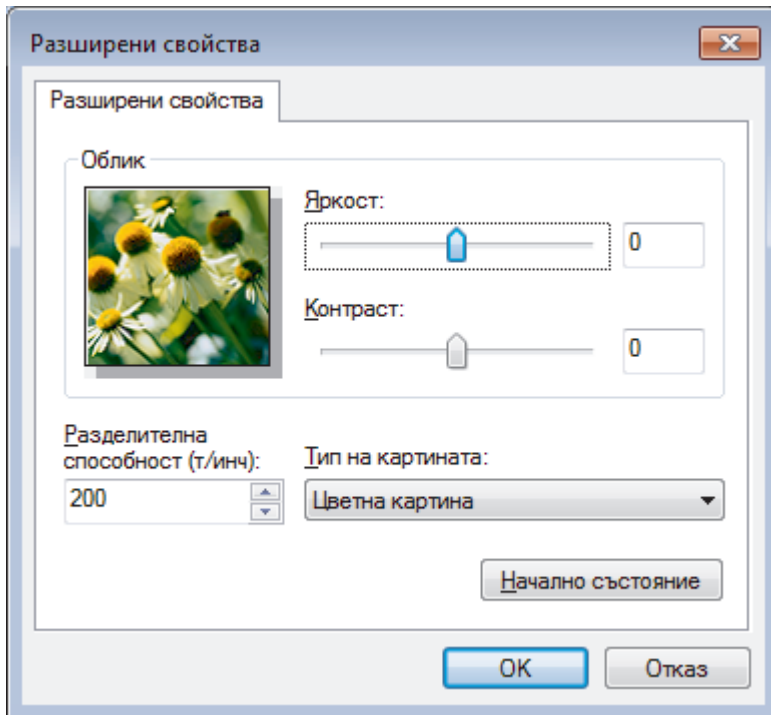 Разширени свойства
Разширени свойства
Облик
Яркост:
0
Контраст:
0
Разделителна
способност (т/инч):
200
Тип на картината:
Цветна картина
Начално състояние
OK
Отказ